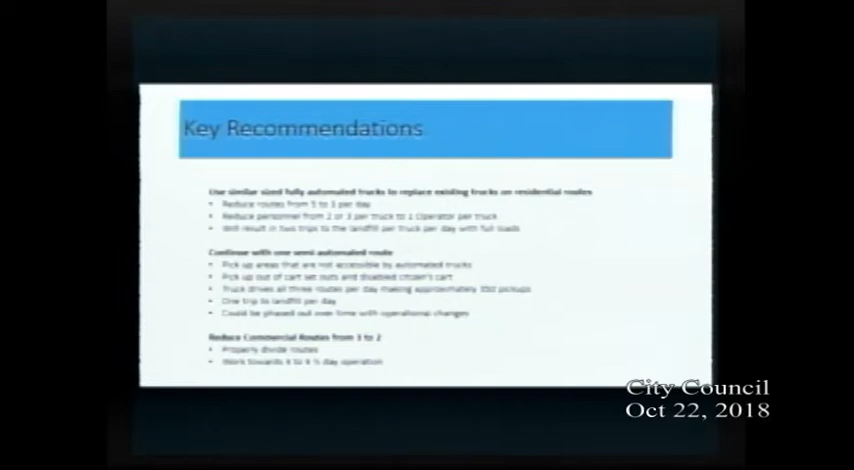 Key Recommendations
Use similar sized fully automated trucks to replace existing trucks on residential routes
• Reduce routes from 5 to 3 per day
• Reduce personnel from 2 or 3 per truck to 1 Operator per truck
• Will result in two trips to the landfill per truck per day with full loads
Continue with one semi automated route
• Pick up areas that are not accessible by automated trucks
• Pick up out of cart set outs and disabled citizen's cart
• Truck drives all three routes per day making approximately 350 pickups
• One trip to landfill per day
• Could be phased out over time with operational changes
Reduce Commercial Routes from 3 to 2
• Properly divide routes
• Work towards ½ day operation
City Council
Oct 22, 2018